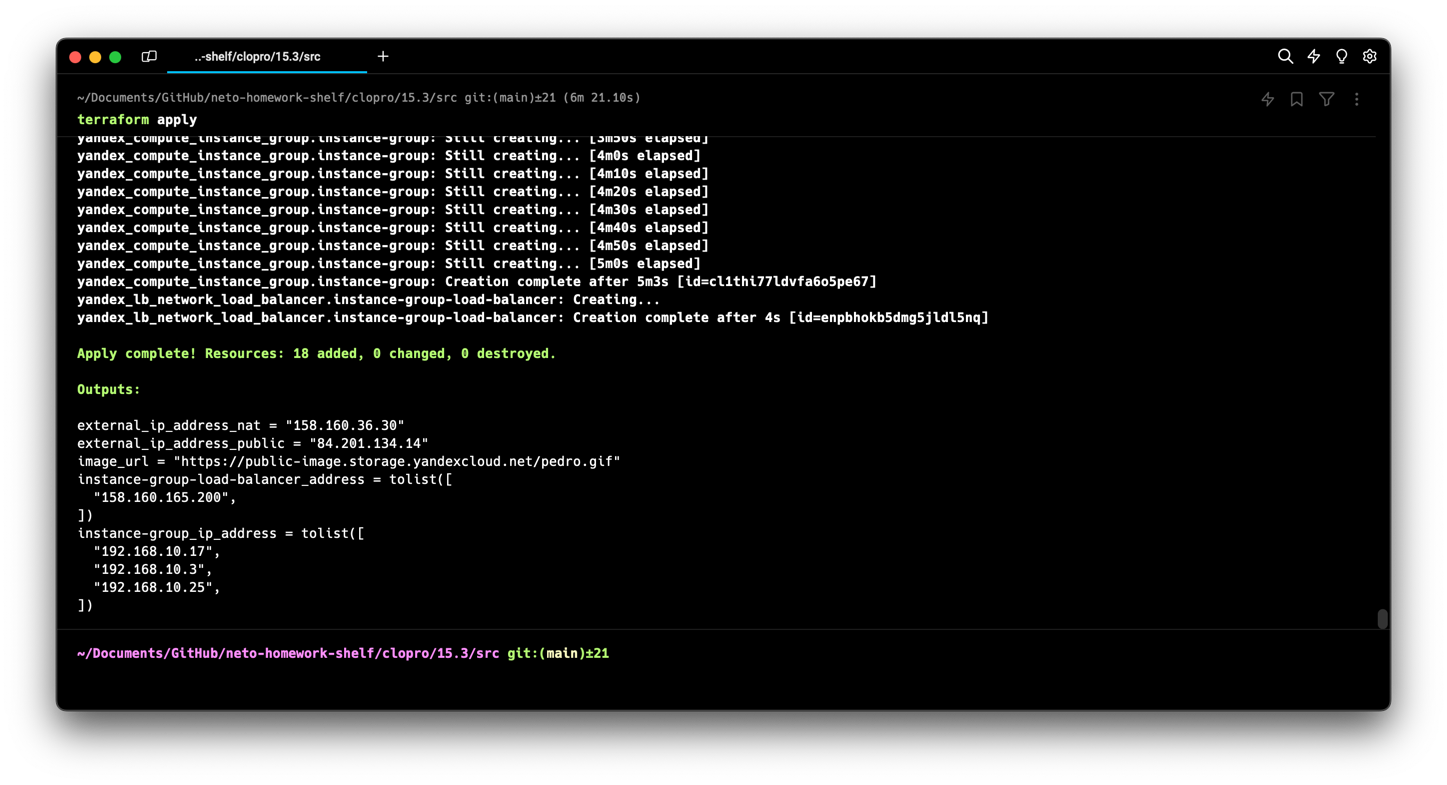 ..-shelf/clopro/15.3/src
~/Documents/GitHub/neto-homework-shelf/clopro/15.3/src git:(main)±21 (6m 21.10s)
terraform apply
yandex_compute_instance_group.instance-group: Still creating... [3m50s elapsed]
yandex_compute_instance_group.instance-group: Still creating... [4m0s elapsed]
yandex_compute_instance_group.instance-group: Still creating... [4m10s elapsed]
yandex_compute_instance_group.instance-group: Still creating... [4m20s elapsed]
yandex_compute_instance_group.instance-group: Still creating... [4m30s elapsed]
yandex_compute_instance_group.instance-group: Still creating... [4m40s elapsed]
yandex_compute_instance_group.instance-group: Still creating... [4m50s elapsed]
yandex_compute_instance_group.instance-group: Still creating... [5m0s elapsed]
yandex_compute_instance_group.instance-group: Creation complete after 5m3s [id=cl1thi77ldvfa6o5pe67]
yandex_lb_network_load_balancer.instance-group-load-balancer: Creating...
yandex_lb_network_load_balancer.instance-group-load-balancer: Creation complete after 4s [id=enpbhokb5dmg5jldl5nq]
Apply complete! Resources: 18 added, 0 changed, 0 destroyed.
Outputs:
external_ip_address_nat = "158.160.36.30"
external_ip_address_public = "84.201.134.14"
image_url = "https://public-image.storage.yandexcloud.net/pedro.gif"
instance-group-load-balancer_address = tolist([
"158.160.165.200",
])
instance-group_ip_address = tolist([
"192.168.10.17",
"192.168.10.3",
"192.168.10.25",
])
~/Documents/GitHub/neto-homework-shelf/clopro/15.3/src git:(main)±21